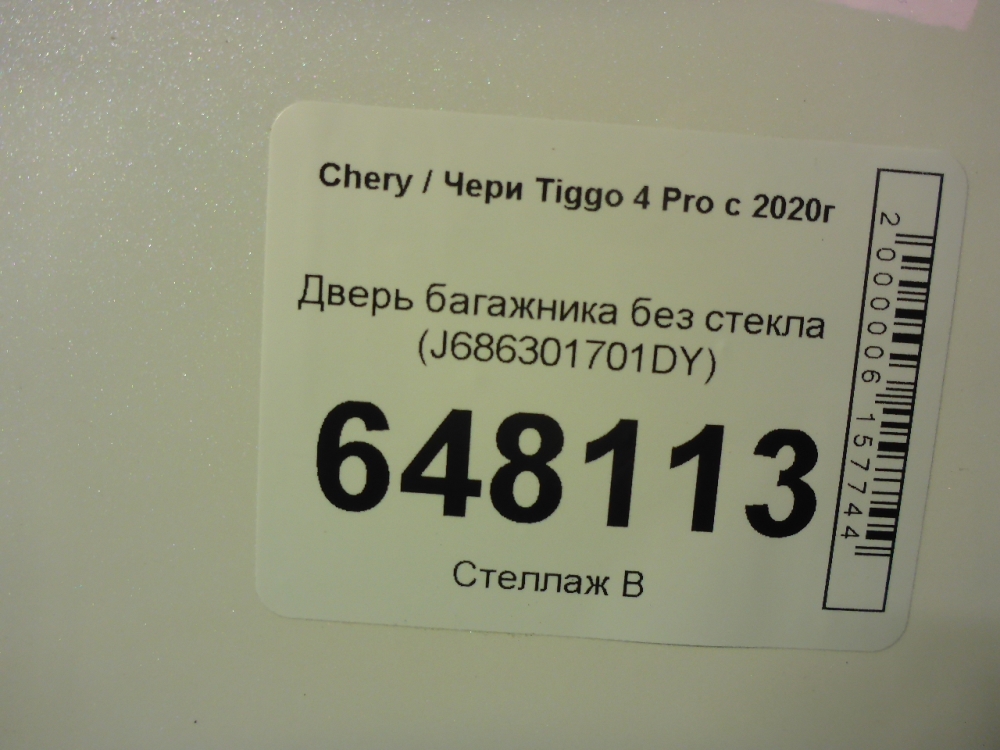 Chery / Чери Tiggo 4 Pro с 2020г
Дверь багажника без стекла
(J686301701DY)
648113
Стеллаж В
2000006157744